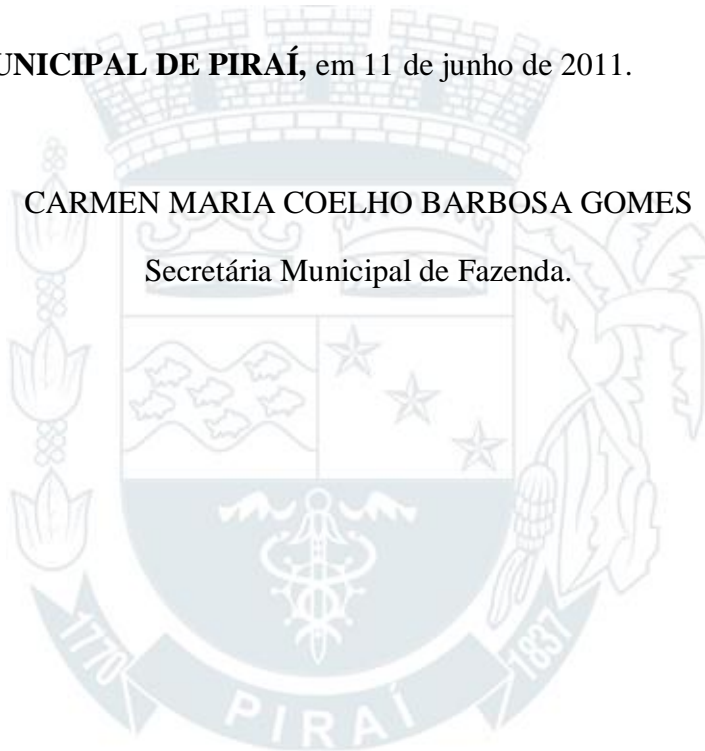 UNICIPAL DE PIRAÍ, em 11 de junho de 2011.
CARMEN MARIA COELHO BARBOSA GOMES
Secretária Municipal de Fazenda.
1770 PIRAÍ 1837